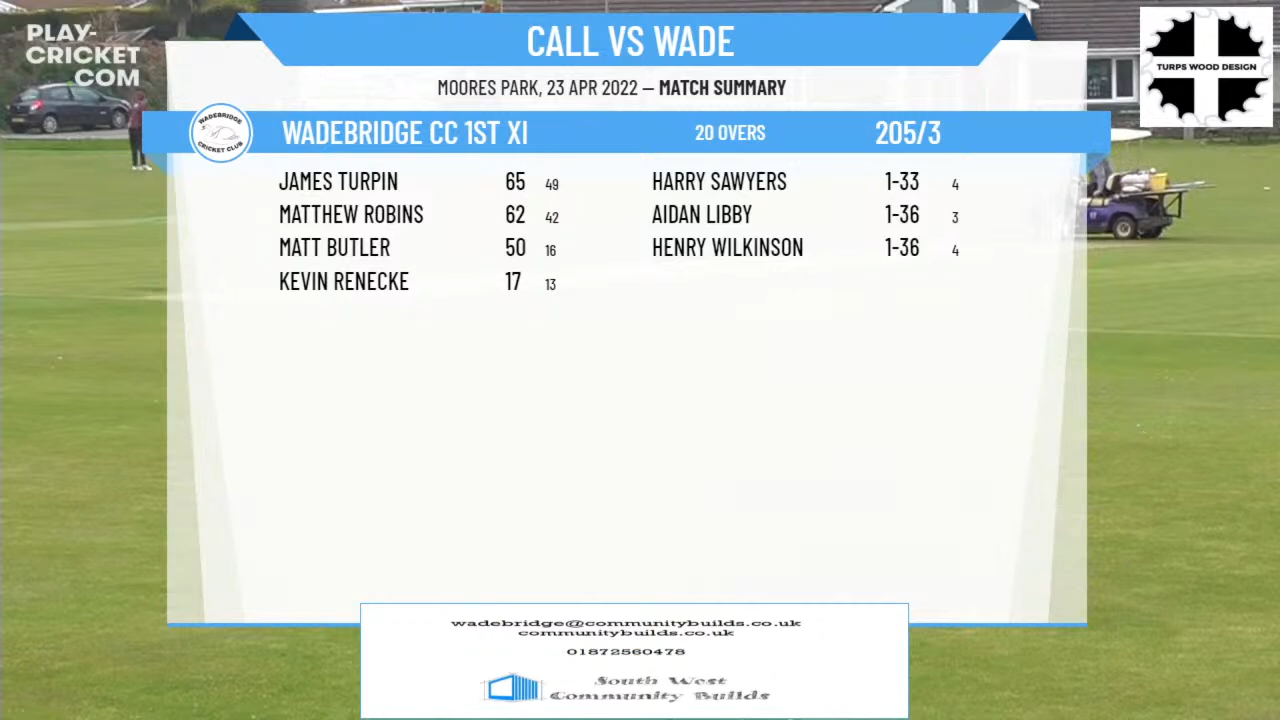 PLAY-
CRICKET
.COM
CALL VS WADE
TURPS WOOD DESIGN
MOORES PARK, 23 APR 2022 – MATCH SUMMARY
WADEBRIDGE CRICKET CLUB
WADEBRIDGE CC 1ST XI 20 OVERS 205/3
JAMES TURPIN 65 49 HARRY SAWYERS 1-33 4
MATTHEW ROBINS 62 42 AIDAN LIBBY 1-36 3
MATT BUTLER 50 16 HENRY WILKINSON 1-36 4
KEVIN RENECKE 17 13
wadebridge@communitybuilds.co.uk
communitybuilds.co.uk
01872560478
South West
Community Builds